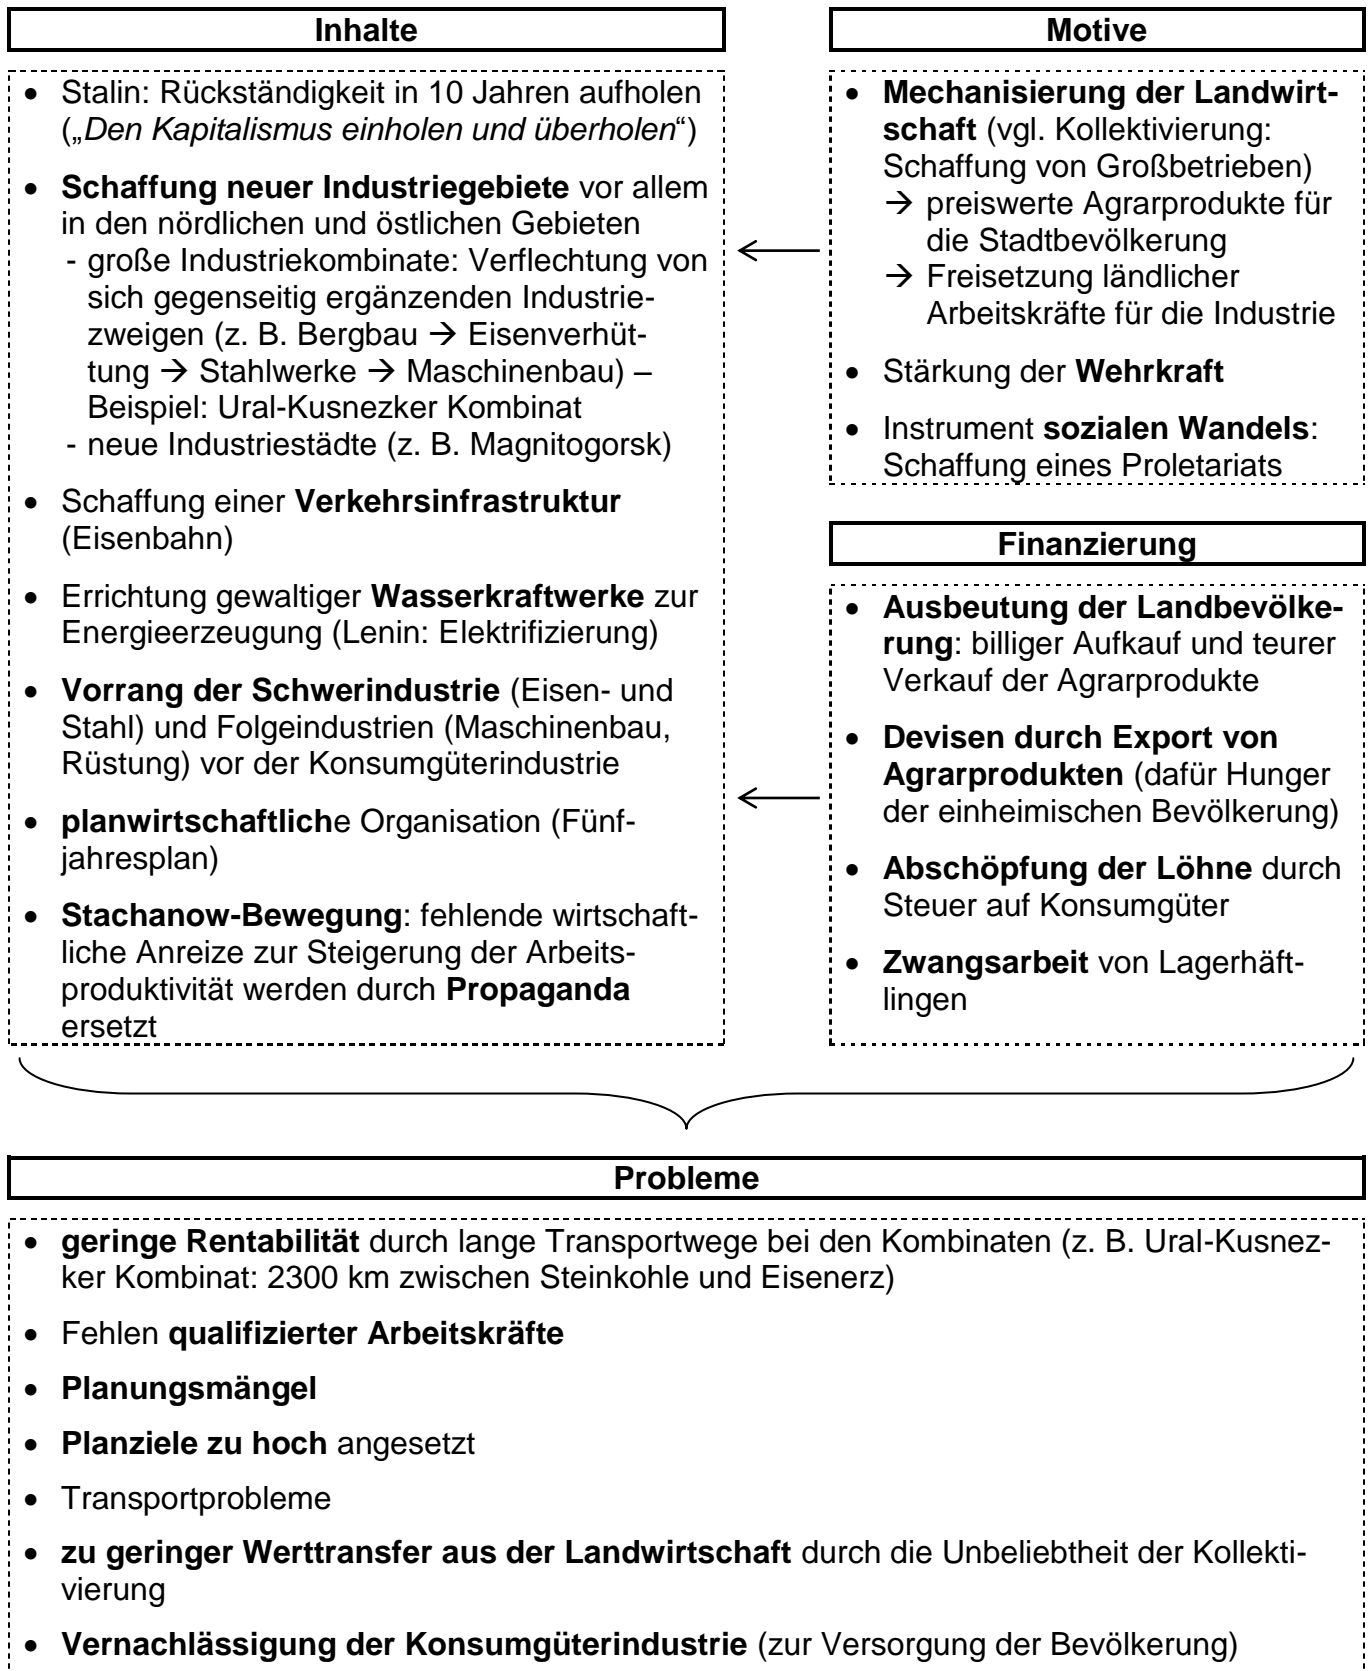 Inhalte
• Stalin: Rückständigkeit in 10 Jahren aufholen
(„Den Kapitalismus einholen und überholen“)
• Schaffung neuer Industriegebiete vor allem
in den nördlichen und östlichen Gebieten
- große Industriekombinate: Verflechtung von
sich gegenseitig ergänzenden Industrie-
zweigen (z. B. Bergbau → Eisenverhüt-
tung → Stahlwerke → Maschinenbau) –
Beispiel: Ural-Kusnezker Kombinat
- neue Industriestädte (z. B. Magnitogorsk)
• Schaffung einer Verkehrsinfrastruktur
(Eisenbahn)
• Errichtung gewaltiger Wasserkraftwerke zur
Energieerzeugung (Lenin: Elektrifizierung)
• Vorrang der Schwerindustrie (Eisen- und
Stahl) und Folgeindustrien (Maschinenbau,
Rüstung) vor der Konsumgüterindustrie
• planwirtschaftliche Organisation (Fünf-
jahresplan)
• Stachanow-Bewegung: fehlende wirtschaft-
liche Anreize zur Steigerung der Arbeits-
produktivität werden durch Propaganda
ersetzt
Motive
• Mechanisierung der Landwirt-
schaft (vgl. Kollektivierung:
Schaffung von Großbetrieben)
→ preiswerte Agrarprodukte für
die Stadtbevölkerung
→ Freisetzung ländlicher
Arbeitskräfte für die Industrie
• Stärkung der Wehrkraft
• Instrument sozialen Wandels:
Schaffung eines Proletariats
Finanzierung
• Ausbeutung der Landbevölke-
rung: billiger Aufkauf und teurer
Verkauf der Agrarprodukte
• Devisen durch Export von
Agrarprodukten (dafür Hunger
der einheimischen Bevölkerung)
• Abschöpfung der Löhne durch
Steuer auf Konsumgüter
• Zwangsarbeit von Lagerhäft-
lingen
Probleme
• geringe Rentabilität durch lange Transportwege bei den Kombinaten (z. B. Ural-Kusnez-
ker Kombinat: 2300 km zwischen Steinkohle und Eisenerz)
• Fehlen qualifizierter Arbeitskräfte
• Planungsmängel
• Planziele zu hoch angesetzt
• Transportprobleme
• zu geringer Werttransfer aus der Landwirtschaft durch die Unbeliebtheit der Kollekti-
vierung
• Vernachlässigung der Konsumgüterindustrie (zur Versorgung der Bevölkerung)